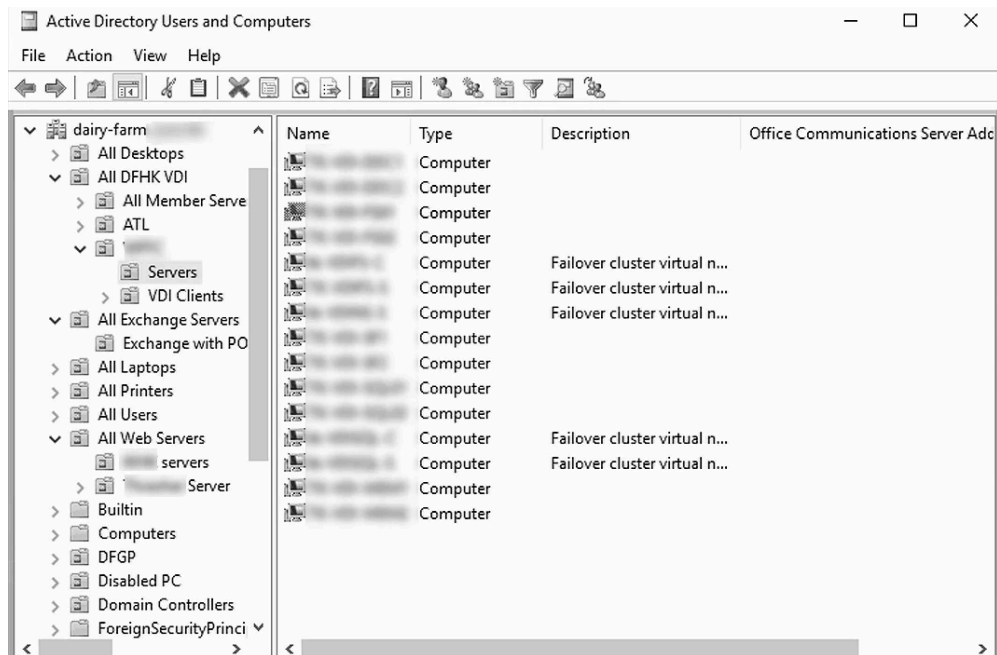 Active Directory Users and Computers
File Action View Help
dairy-farm
All Desktops
All DFHK VDI
All Member Serve
ATL
Servers
VDI Clients
All Exchange Servers
Exchange with PO
All Laptops
All Printers
All Users
All Web Servers
servers
Server
Builtin
Computers
DFGP
Disabled PC
Domain Controllers
ForeignSecurityPrinci
Name Type Description Office Communications Server Adc
Computer
Computer
Computer
Computer
Computer Failover cluster virtual n...
Computer Failover cluster virtual n...
Computer Failover cluster virtual n...
Computer
Computer
Computer
Computer
Computer Failover cluster virtual n...
Computer Failover cluster virtual n...
Computer
Computer